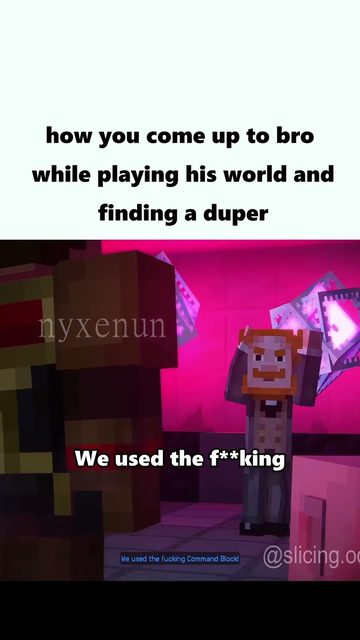 how you come up to bro
while playing his world and
finding a duper
nyxenun
We used the f**king
We used the fucking Command Block!
@slicing.oc